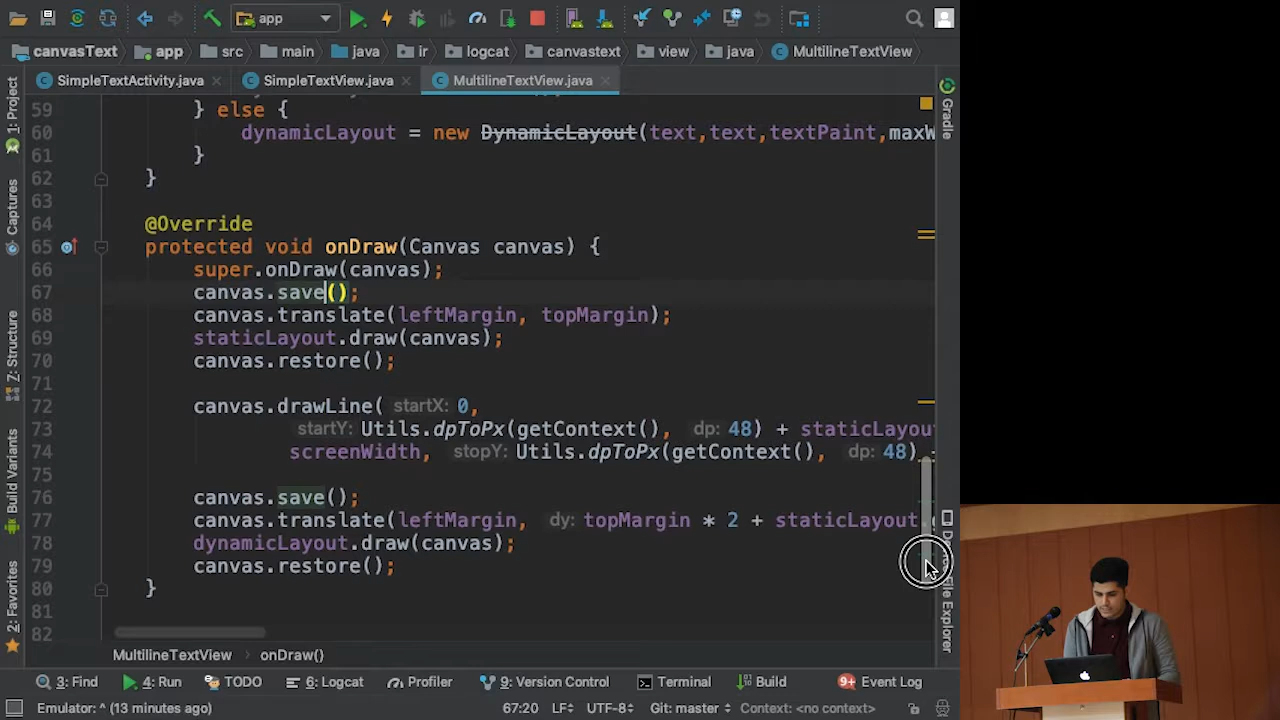 app
canvasText app src main java ir logcat canvastext view java MultilineTextView
SimpleTextActivity.java SimpleTextView.java MultilineTextView.java
1: Project
Captures
Z: Structure
Build Variants
2: Favorites
59 } else {
60 dynamicLayout = new DynamicLayout(text,text,textPaint,maxW
61 }
62 }
63
64 @Override
65 protected void onDraw(Canvas canvas) {
66 super.onDraw(canvas);
67 canvas.save();
68 canvas.translate(leftMargin, topMargin);
69 staticLayout.draw(canvas);
70 canvas.restore();
71
72 canvas.drawLine( startX: 0,
73 startY: Utils.dpToPx(getContext(), dp: 48) + staticLayou
74 screenWidth, stopY: Utils.dpToPx(getContext(), dp: 48)
75
76 canvas.save();
77 canvas.translate(leftMargin, dy: topMargin * 2 + staticLayout.
78 dynamicLayout.draw(canvas);
79 canvas.restore();
80 }
81
82
Gradle
File Explorer
MultilineTextView onDraw()
3: Find 4: Run TODO 6: Logcat Profiler 9: Version Control Terminal Build 9+ Event Log
Emulator: ^ (13 minutes ago) 67:20 LF UTF-8 Git: master Context: <no context>